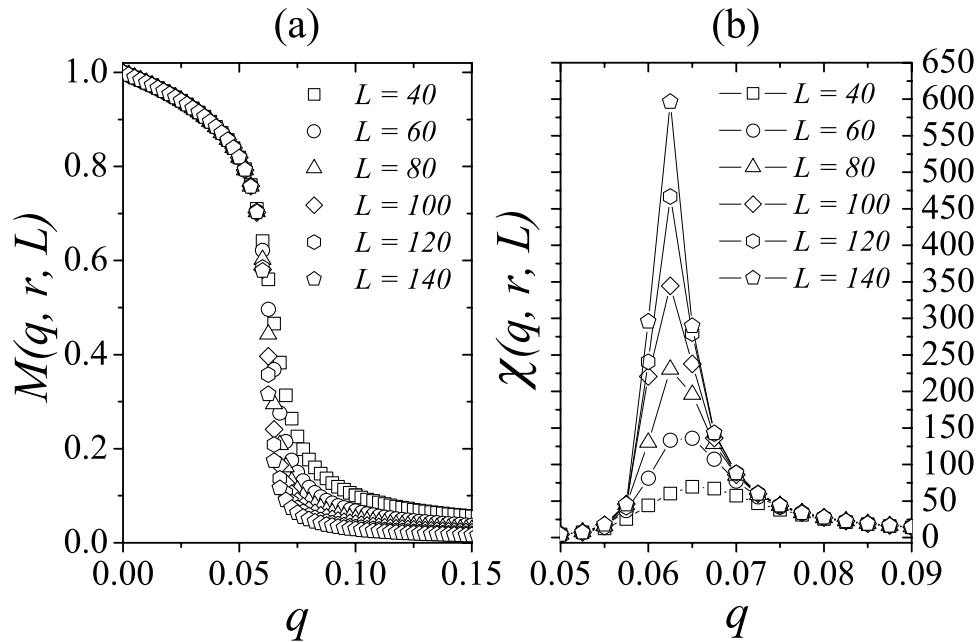 (a)
M(q, r, L)
1.0
0.8
0.6
0.4
0.2
0.0
L = 40
L = 60
L = 80
L = 100
L = 120
L = 140
0.00
0.05
0.10
0.15
q
(b)
χ(q, r, L)
L = 40
L = 60
L = 80
L = 100
L = 120
L = 140
650
600
550
500
450
400
350
300
250
200
150
100
50
0
0.05
0.06
0.07
0.08
0.09
q